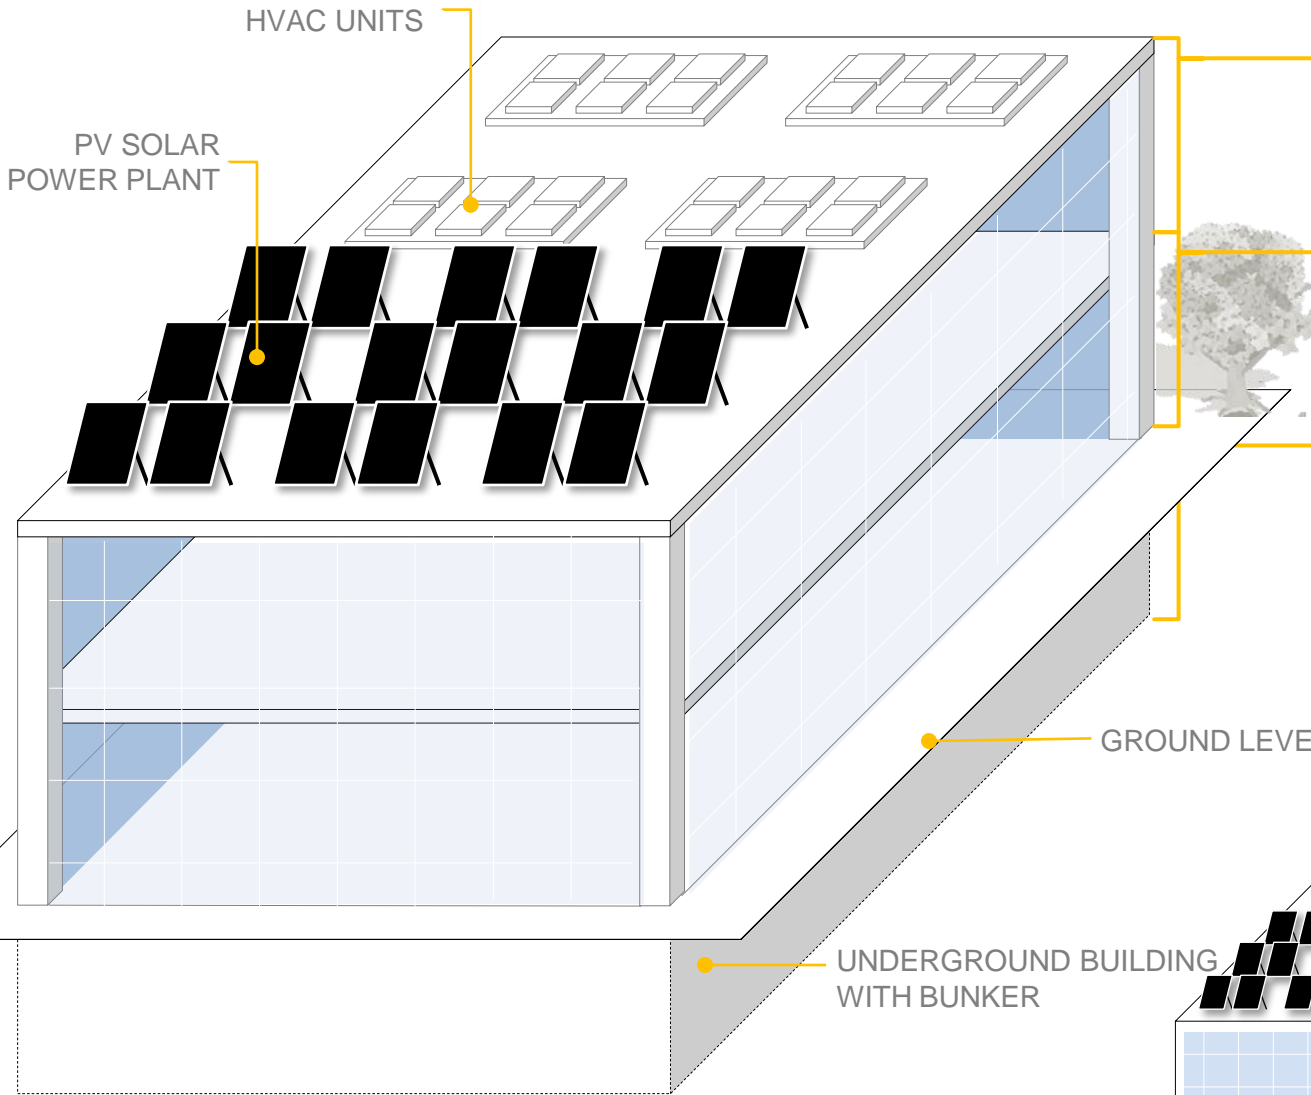 HVAC UNITS
PV SOLAR
POWER PLANT
GROUND LEVE
UNDERGROUND BUILDING
WITH BUNKER